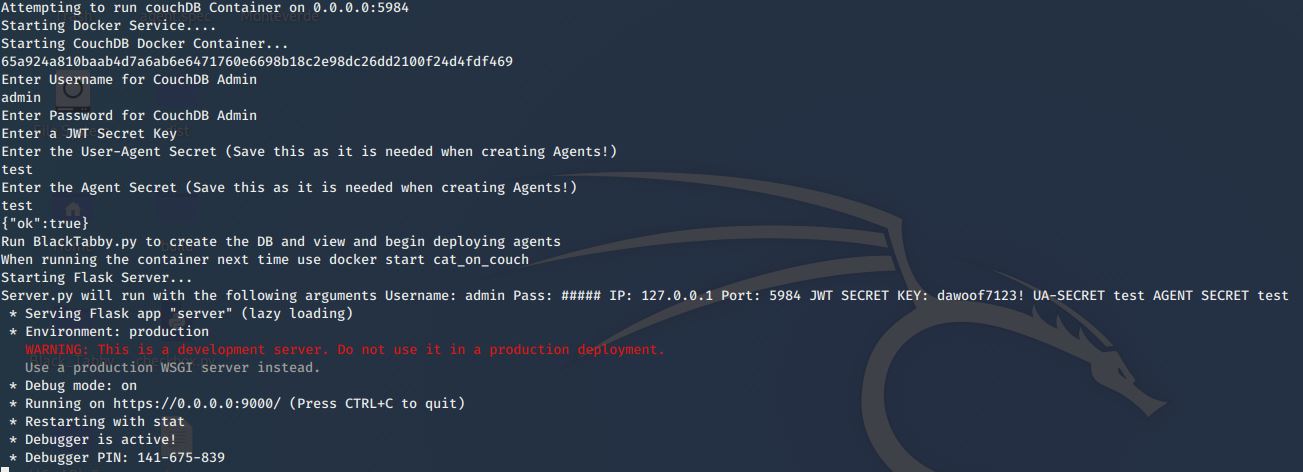 Attempting to run couchDB Container on 0.0.0.0:5984
Starting Docker Service....
Starting CouchDB Docker Container...
65a924a810baab4d7a6ab6e6471760e6698b18c2e98dc26dd2100f24d4fdf469
Enter Username for CouchDB Admin
admin
Enter Password for CouchDB Admin
Enter a JWT Secret Key
Enter the User-Agent Secret (Save this as it is needed when creating Agents!)
test
Enter the Agent Secret (Save this as it is needed when creating Agents!)
test
{"ok":true}
Run BlackTabby.py to create the DB and view and begin deploying agents
When running the container next time use docker start cat_on_couch
Starting Flask Server...
Server.py will run with the following arguments Username: admin Pass: ##### IP: 127.0.0.1 Port: 5984 JWT SECRET KEY: dawoof7123! UA-SECRET test AGENT SECRET test
* Serving Flask app "server" (lazy loading)
* Environment: production
WARNING: This is a development server. Do not use it in a production deployment.
Use a production WSGI server instead.
* Debug mode: on
* Running on https://0.0.0.0:9000/ (Press CTRL+C to quit)
* Restarting with stat
* Debugger is active!
* Debugger PIN: 141-675-839